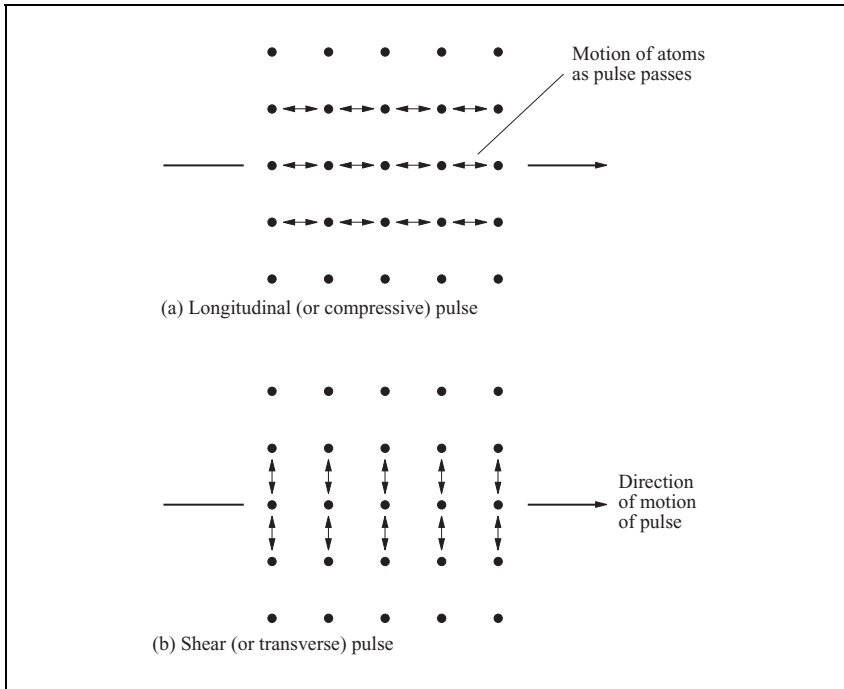 Motion of atoms
as pulse passes
(a) Longitudinal (or compressive) pulse
Direction
of motion
of pulse
(b) Shear (or transverse) pulse